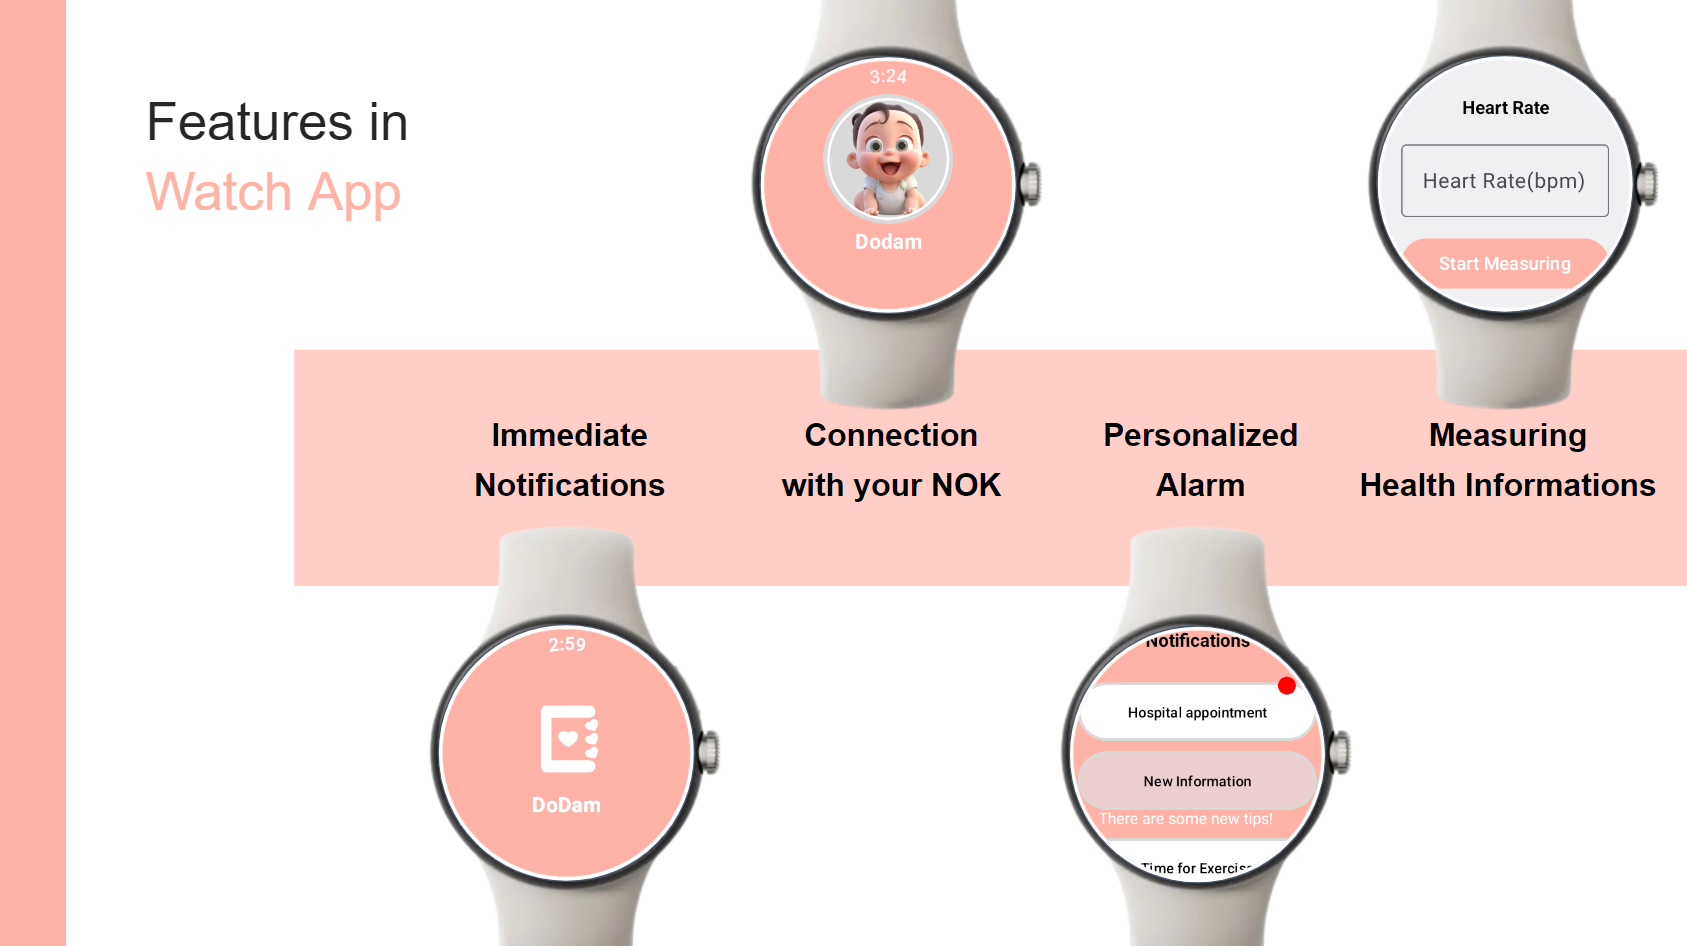 Features in
Watch App
3:24
Dodam
Heart Rate
Heart Rate(bpm)
Start Measuring
Immediate
Notifications
Connection
with your NOK
Personalized
Alarm
Measuring
Health Informations
2:59
DoDam
Notifications
Hospital appointment
New Information
There are some new tips!
Time for Exercise